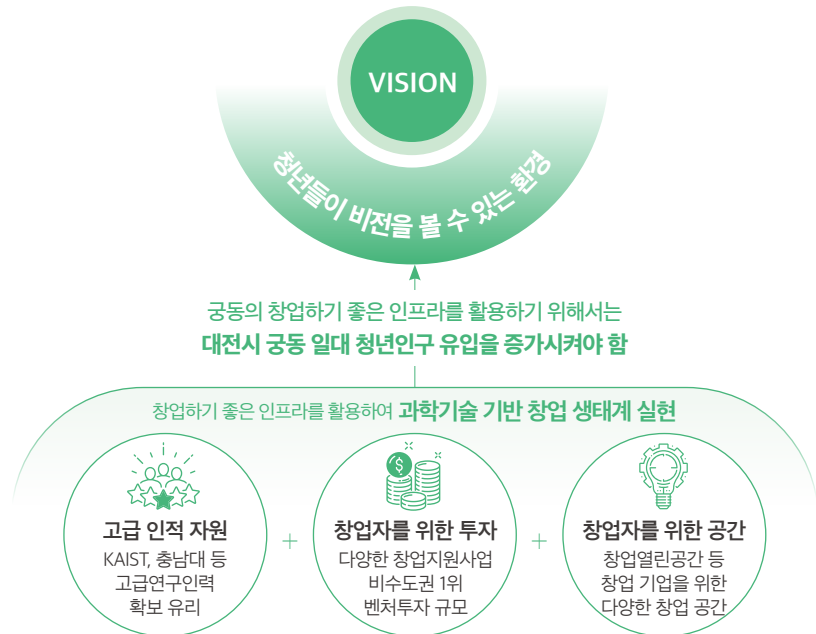 VISION
청년들이 비전을 볼 수 있는 환경
궁동의 창업하기 좋은 인프라를 활용하기 위해서는
대전시 궁동 일대 청년인구 유입을 증가시켜야 함
창업하기 좋은 인프라를 활용하여 과학기술 기반 창업 생태계 실현
$
고급 인적 자원
KAIST, 충남대 등
고급연구인력
확보 유리
+
창업자를 위한 투자
다양한 창업지원사업
비수도권 1위
벤처투자 규모
+
창업자를 위한 공간
창업열린공간 등
창업 기업을 위한
다양한 창업 공간